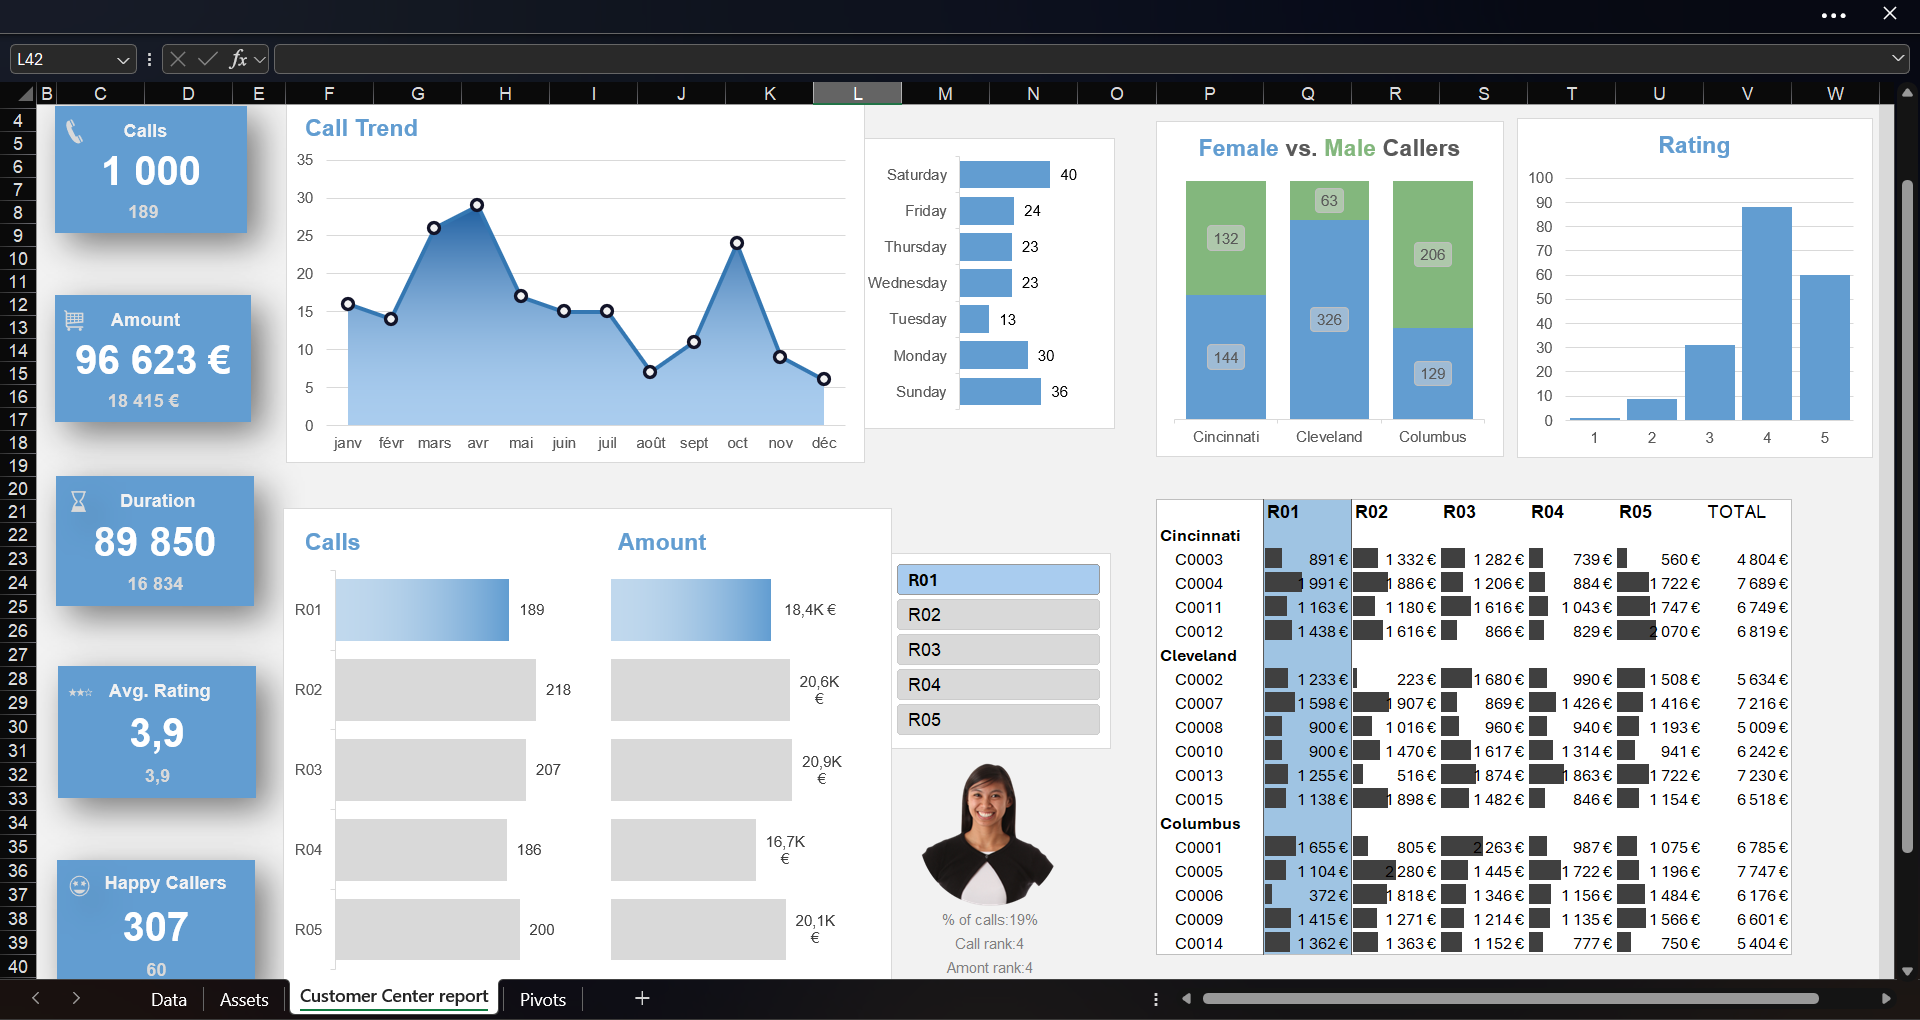 L42
fx
B C D E F G H I J K L M N O P Q R S T U V W
4
5
6
7
8
9
10
11
12
13
14
15
16
17
18
19
20
21
22
23
24
25
26
27
28
29
30
31
32
33
34
35
36
37
38
39
40
Calls
1 000
189
Amount
96 623 €
18 415 €
Duration
89 850
16 834
Avg. Rating
3,9
3,9
Happy Callers
307
60
Call Trend
35
30
25
20
15
10
5
0
janv févr mars avr mai juin juil août sept oct nov déc
Saturday 40
Friday 24
Thursday 23
Wednesday 23
Tuesday 13
Monday 30
Sunday 36
Female vs. Male Callers
132 63 206
144 326 129
Cincinnati Cleveland Columbus
Rating
100
90
80
70
60
50
40
30
20
10
0
1 2 3 4 5
Calls Amount
R01 189 18,4K €
R02 218 20,6K
€
R03 207 20,9K
€
R04 186 16,7K
€
R05 200 20,1K
€
R01
R02
R03
R04
R05
% of calls:19%
Call rank:4
Amont rank:4
R01 R02 R03 R04 R05 TOTAL
Cincinnati
C0003 891 € 1 332 € 1 282 € 739 € 560 € 4 804 €
C0004 1 991 € 1 886 € 1 206 € 884 € 1 722 € 7 689 €
C0011 1 163 € 1 180 € 1 616 € 1 043 € 1 747 € 6 749 €
C0012 1 438 € 1 616 € 866 € 829 € 2 070 € 6 819 €
Cleveland
C0002 1 233 € 223 € 1 680 € 990 € 1 508 € 5 634 €
C0007 1 598 € 1 907 € 869 € 1 426 € 1 416 € 7 216 €
C0008 900 € 1 016 € 960 € 940 € 1 193 € 5 009 €
C0010 900 € 1 470 € 1 617 € 1 314 € 941 € 6 242 €
C0013 1 255 € 516 € 1 874 € 1 863 € 1 722 € 7 230 €
C0015 1 138 € 1 898 € 1 482 € 846 € 1 154 € 6 518 €
Columbus
C0001 1 655 € 805 € 2 263 € 987 € 1 075 € 6 785 €
C0005 1 104 € 2 280 € 1 445 € 1 722 € 1 196 € 7 747 €
C0006 372 € 1 818 € 1 346 € 1 156 € 1 484 € 6 176 €
C0009 1 415 € 1 271 € 1 214 € 1 135 € 1 566 € 6 601 €
C0014 1 362 € 1 363 € 1 152 € 777 € 750 € 5 404 €
Data Assets Customer Center report Pivots